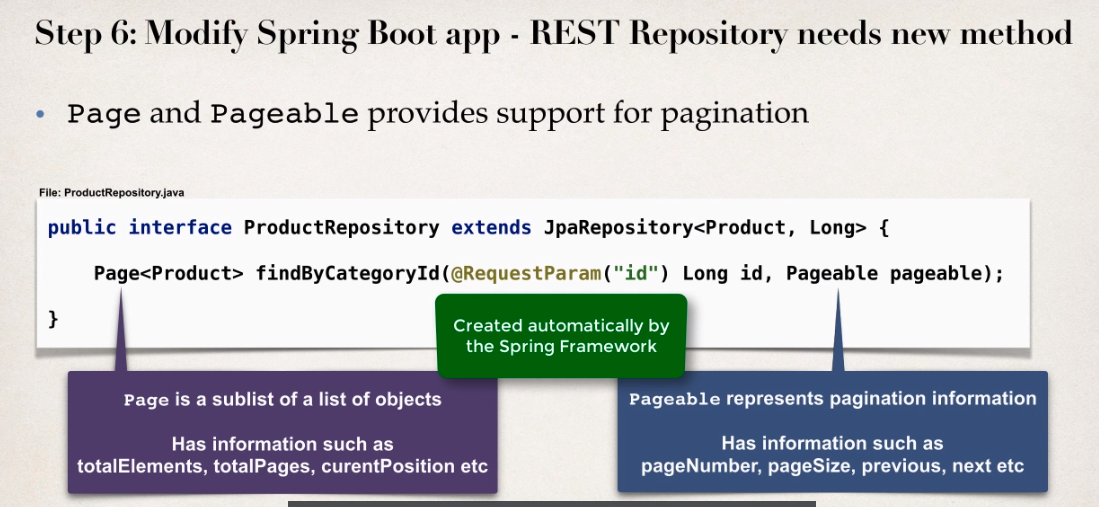 Step 6: Modify Spring Boot app - REST Repository needs new method
• Page and Pageable provides support for pagination
File: ProductRepository.java
public interface ProductRepository extends JpaRepository<Product, Long> {
Page<Product> findByCategoryId(@RequestParam("id") Long id, Pageable pageable);
}
Created automatically by
the Spring Framework
Page is a sublist of a list of objects
Has information such as
totalElements, totalPages, curentPosition etc
Pageable represents pagination information
Has information such as
pageNumber, pageSize, previous, next etc